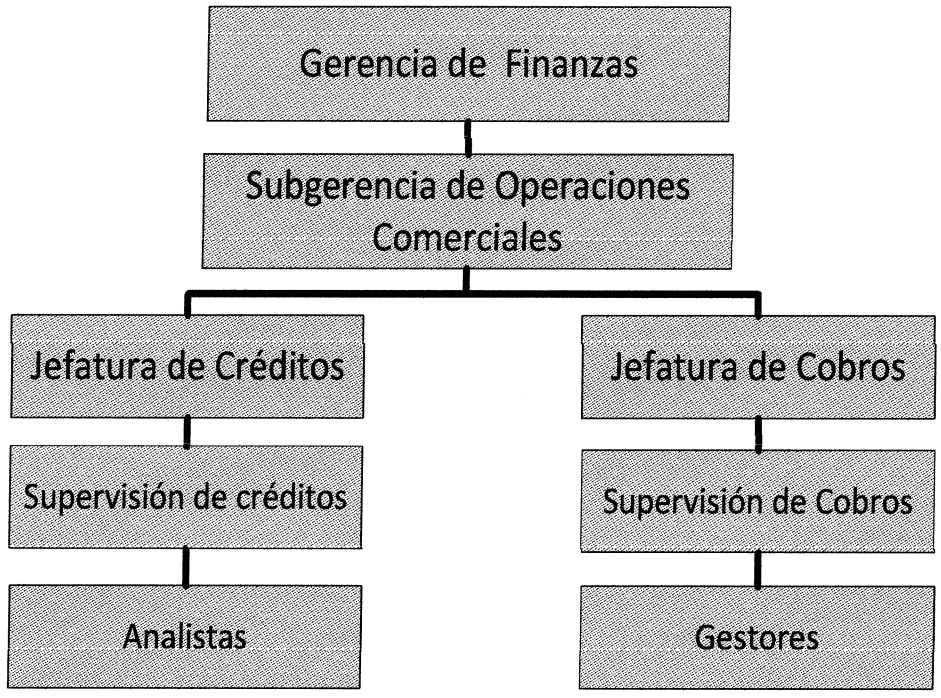 Gerencia de Finanzas
Subgerencia de Operaciones
Comerciales
Jefatura de Créditos
Jefatura de Cobros
Supervisión de créditos
Supervisión de Cobros
Analistas
Gestores